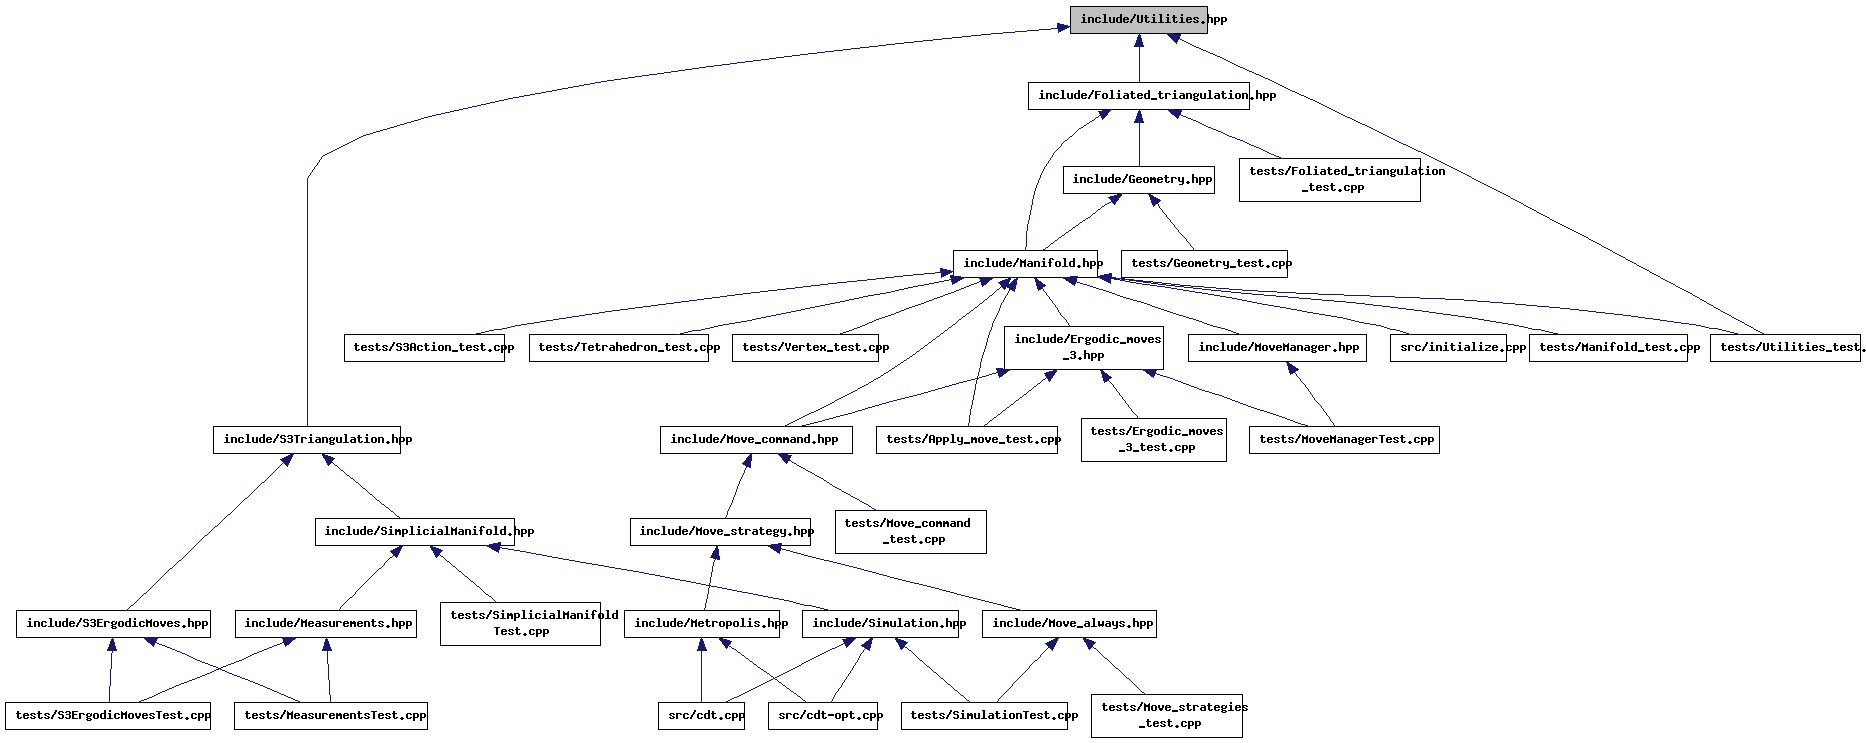 include/Utilities.hpp
include/Foliated_triangulation.hpp
include/Geometry.hpp
tests/Foliated_triangulation
_test.cpp
include/Manifold.hpp
tests/Geometry_test.cpp
tests/S3Action_test.cpp
tests/Tetrahedron_test.cpp
tests/Vertex_test.cpp
include/Ergodic_moves
_3.hpp
include/MoveManager.hpp
src/initialize.cpp
tests/Manifold_test.cpp
tests/Utilities_test.
include/S3Triangulation.hpp
include/Move_command.hpp
tests/Apply_move_test.cpp
tests/Ergodic_moves
_3_test.cpp
tests/MoveManagerTest.cpp
include/SimplicialManifold.hpp
include/Move_strategy.hpp
tests/Move_command
_test.cpp
include/S3ErgodicMoves.hpp
include/Measurements.hpp
tests/SimplicialManifold
Test.cpp
include/Metropolis.hpp
include/Simulation.hpp
include/Move_always.hpp
tests/S3ErgodicMovesTest.cpp
tests/MeasurementsTest.cpp
src/cdt.cpp
src/cdt-opt.cpp
tests/SimulationTest.cpp
tests/Move_strategies
_test.cpp